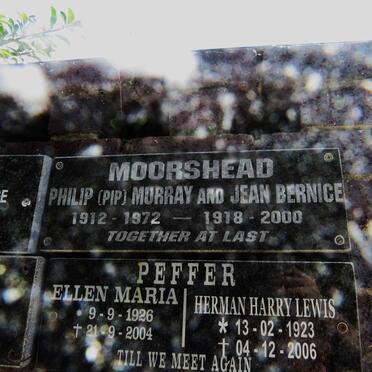 MOORSHEAD
PHILIP (PIP) MURRAY AND JEAN BERNICE
1912 - 1972 — 1918 - 2000
TOGETHER AT LAST
PEFFER
ELLEN MARIA
* 9-9-1926
† 21-9-2004
HERMAN HARRY LEWIS
* 13-02-1923
† 04-12-2006
TILL WE MEET AGAIN